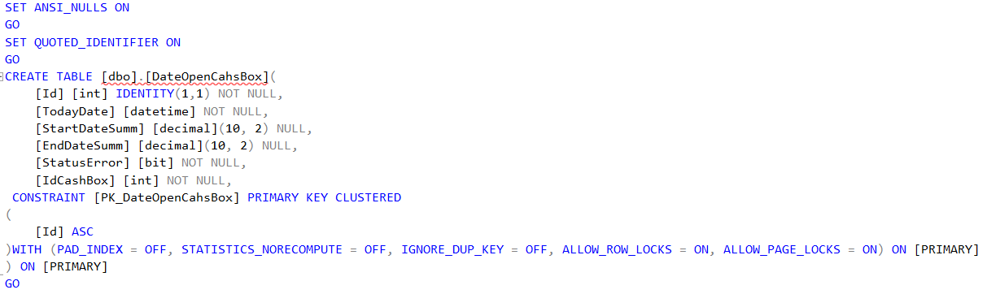 SET ANSI_NULLS ON
GO
SET QUOTED_IDENTIFIER ON
GO
CREATE TABLE [dbo].[DateOpenCahsBox](
    [Id] [int] IDENTITY(1,1) NOT NULL,
    [TodayDate] [datetime] NOT NULL,
    [StartDateSumm] [decimal](10, 2) NULL,
    [EndDateSumm] [decimal](10, 2) NULL,
    [StatusError] [bit] NOT NULL,
    [IdCashBox] [int] NOT NULL,
 CONSTRAINT [PK_DateOpenCahsBox] PRIMARY KEY CLUSTERED
(
    [Id] ASC
)WITH (PAD_INDEX = OFF, STATISTICS_NORECOMPUTE = OFF, IGNORE_DUP_KEY = OFF, ALLOW_ROW_LOCKS = ON, ALLOW_PAGE_LOCKS = ON) ON [PRIMARY]
) ON [PRIMARY]
GO